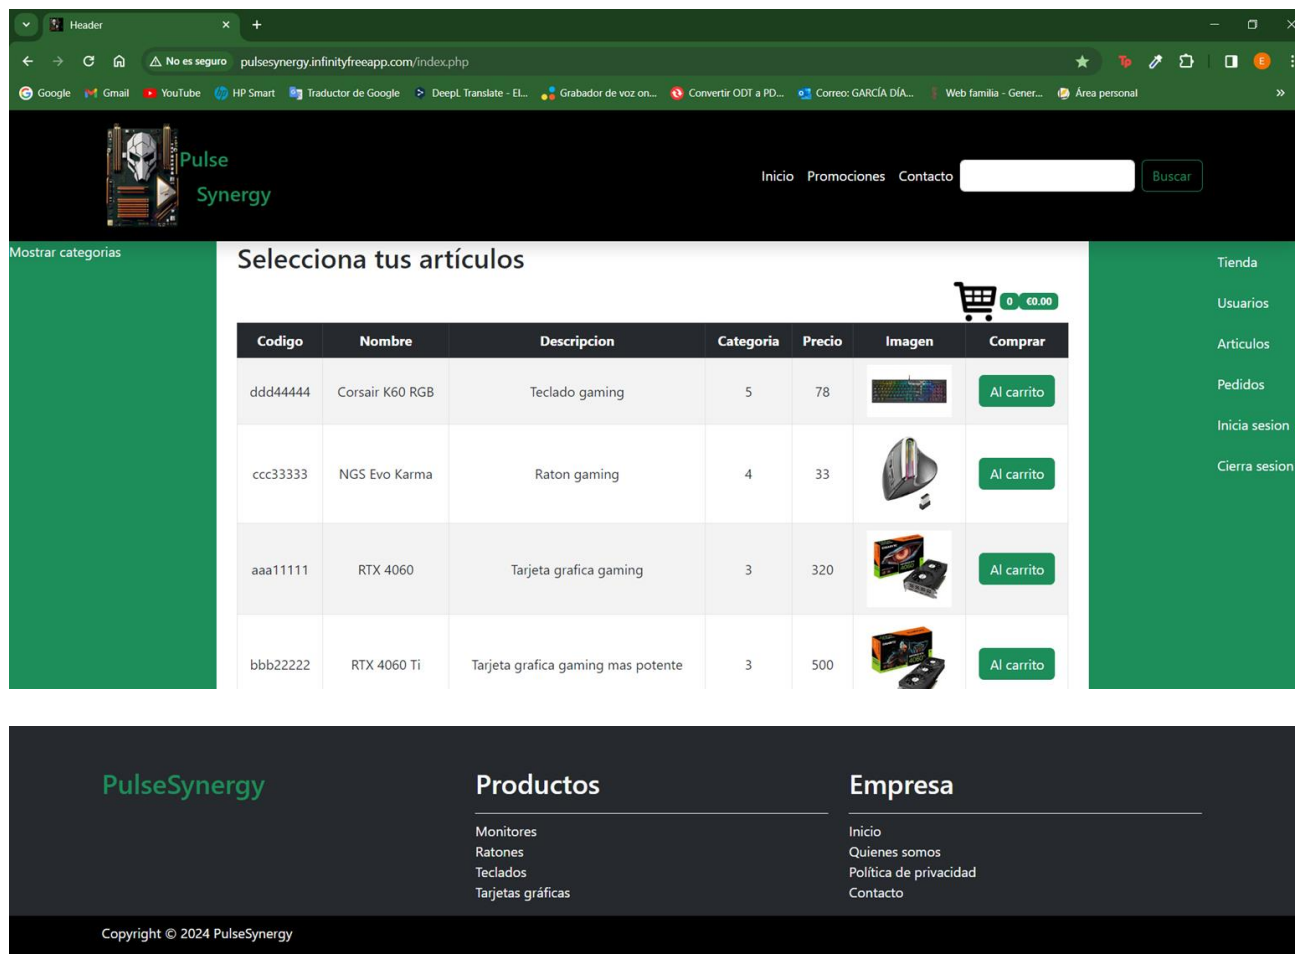 Header
No es seguro pulsesynergy.infinityfreeapp.com/index.php
Tp
E
Google Gmail YouTube HP Smart Traductor de Google DeepL Translate - El... Grabador de voz on... Convertir ODT a PD... Correo: GARCÍA DÍA... Web familia - Gener... Área personal »
Pulse
Synergy
Inicio Promociones Contacto Buscar
Mostrar categorias
Selecciona tus artículos
0 €0.00
Codigo Nombre Descripcion Categoria Precio Imagen Comprar
ddd44444 Corsair K60 RGB Teclado gaming 5 78 Al carrito
ccc33333 NGS Evo Karma Raton gaming 4 33 Al carrito
aaa11111 RTX 4060 Tarjeta grafica gaming 3 320 Al carrito
bbb22222 RTX 4060 Ti Tarjeta grafica gaming mas potente 3 500 Al carrito
Tienda
Usuarios
Articulos
Pedidos
Inicia sesion
Cierra sesion
PulseSynergy
Productos
Monitores
Ratones
Teclados
Tarjetas gráficas
Empresa
Inicio
Quienes somos
Política de privacidad
Contacto
Copyright © 2024 PulseSynergy